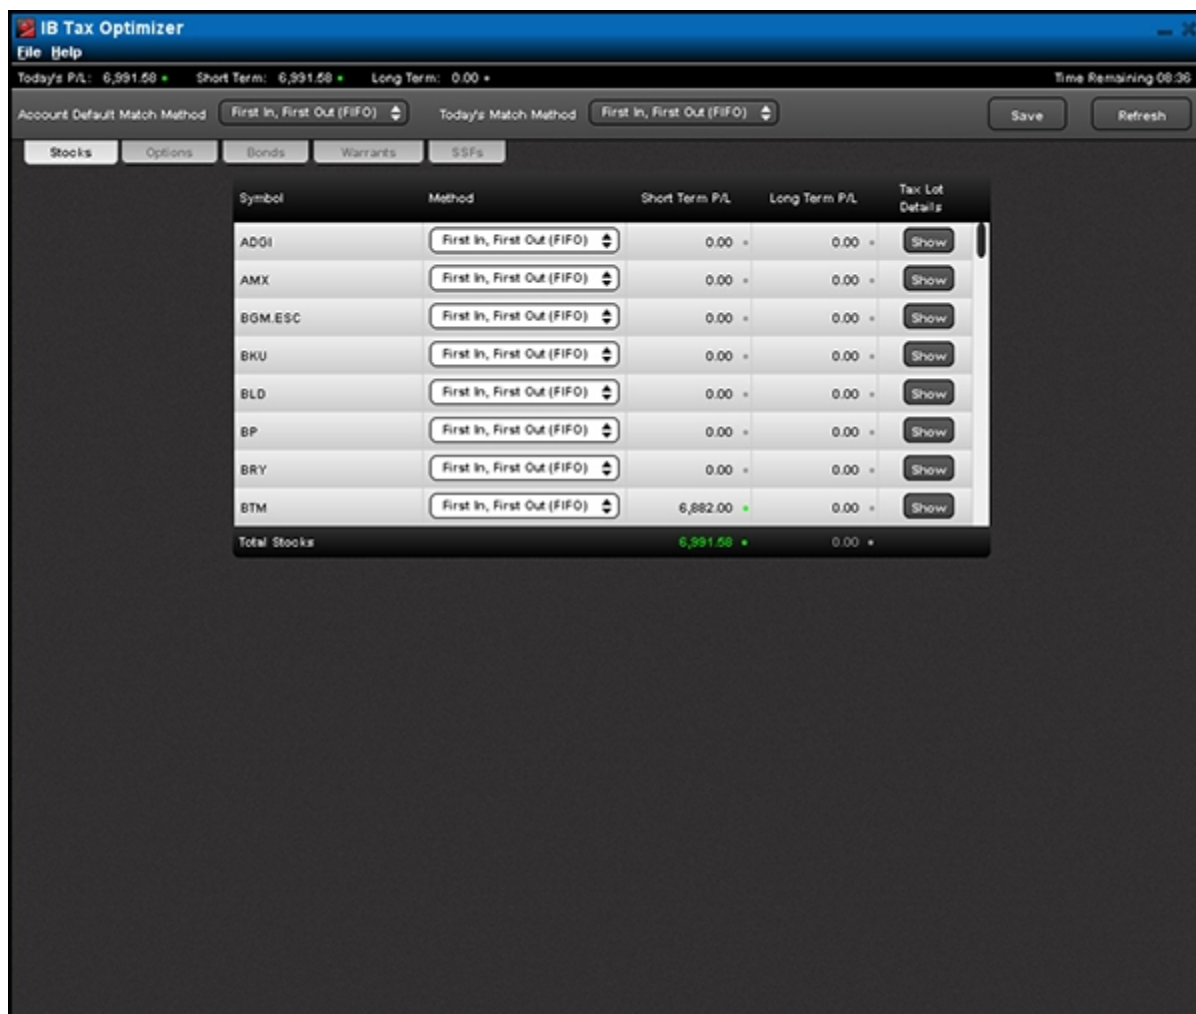 IB Tax Optimizer
File Help
Today's P/L: 6,991.58 Short Term: 6,991.58 Long Term: 0.00 Time Remaining 08:36
Account Default Match Method First In, First Out (FIFO) Today's Match Method First In, First Out (FIFO) Save Refresh
Stocks Options Bonds Warrants SSFs
Symbol Method Short Term P/L Long Term P/L Tax Lot Details
ADGI First In, First Out (FIFO) 0.00 0.00 Show
AMX First In, First Out (FIFO) 0.00 0.00 Show
BGM.ESC First In, First Out (FIFO) 0.00 0.00 Show
BKU First In, First Out (FIFO) 0.00 0.00 Show
BLD First In, First Out (FIFO) 0.00 0.00 Show
BP First In, First Out (FIFO) 0.00 0.00 Show
BRY First In, First Out (FIFO) 0.00 0.00 Show
BTM First In, First Out (FIFO) 6,882.00 0.00 Show
Total Stocks 6,991.58 0.00